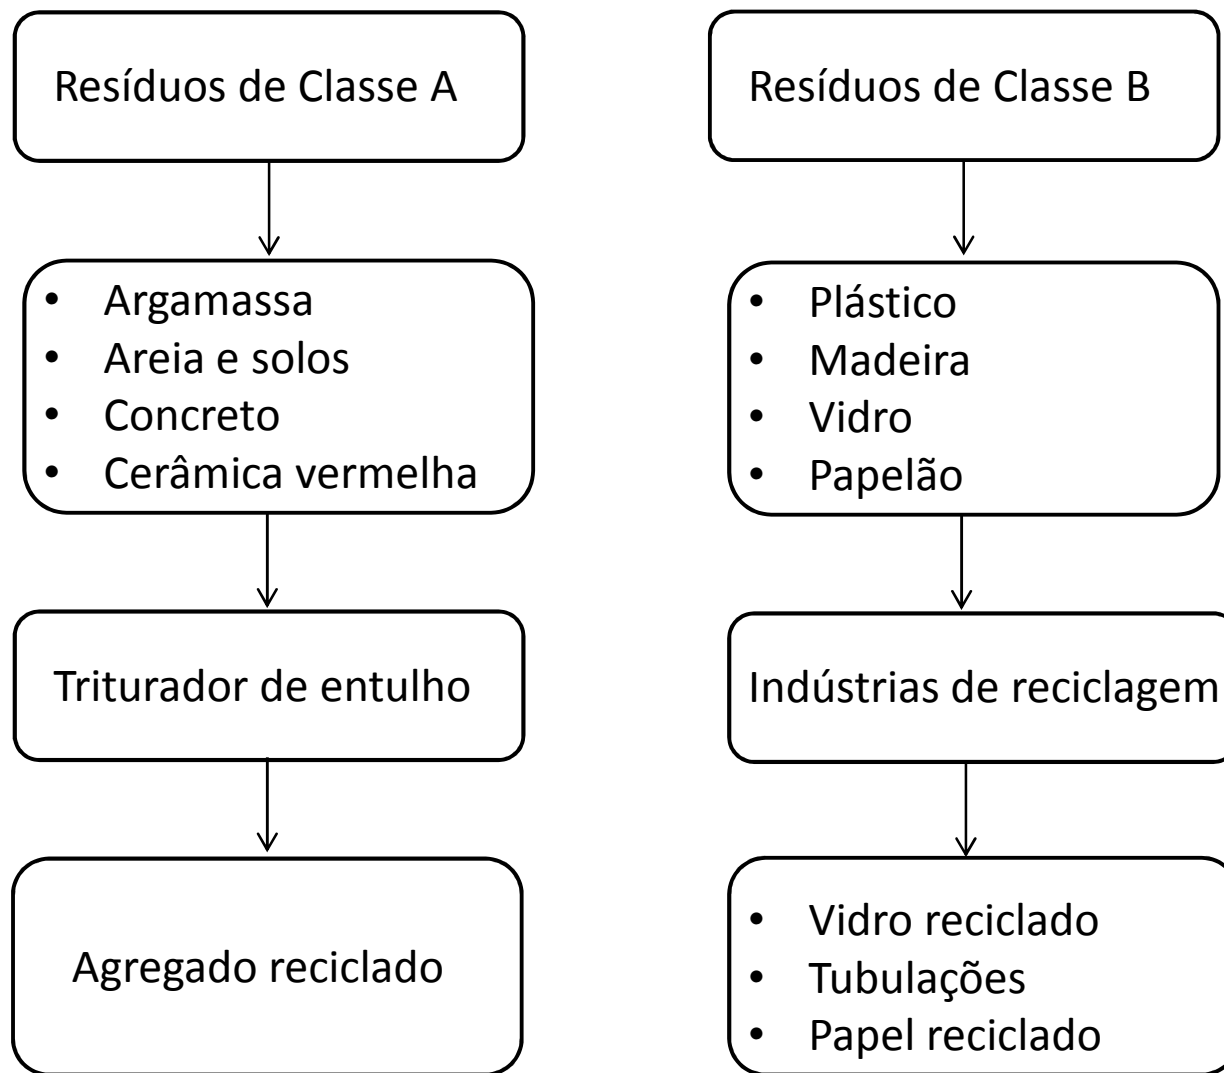 Resíduos de Classe A
• Argamassa
• Areia e solos
• Concreto
• Cerâmica vermelha
Triturador de entulho
Agregado reciclado
Resíduos de Classe B
• Plástico
• Madeira
• Vidro
• Papelão
Indústrias de reciclagem
• Vidro reciclado
• Tubulações
• Papel reciclado